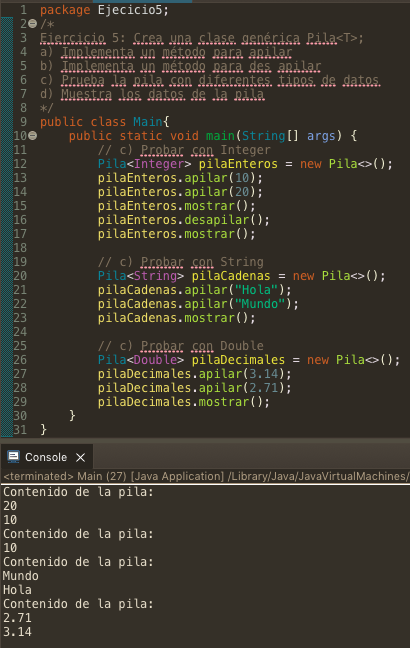 1 package Ejecicio5;
2 /*
3 Ejercicio 5: Crea una clase genérica Pila<T>;
4 a) Implementa un método para apilar
5 b) Implementa un método para des apilar
6 c) Prueba la pila con diferentes tipos de datos
7 d) Muestra los datos de la pila
8 */
9 public class Main{
10 public static void main(String[] args) {
11 // c) Probar con Integer
12 Pila<Integer> pilaEnteros = new Pila<>();
13 pilaEnteros.apilar(10);
14 pilaEnteros.apilar(20);
15 pilaEnteros.mostrar();
16 pilaEnteros.desapilar();
17 pilaEnteros.mostrar();
18
19 // c) Probar con String
20 Pila<String> pilaCadenas = new Pila<>();
21 pilaCadenas.apilar("Hola");
22 pilaCadenas.apilar("Mundo");
23 pilaCadenas.mostrar();
24
25 // c) Probar con Double
26 Pila<Double> pilaDecimales = new Pila<>();
27 pilaDecimales.apilar(3.14);
28 pilaDecimales.apilar(2.71);
29 pilaDecimales.mostrar();
30 }
31 }
Console
<terminated> Main (27) [Java Application] /Library/Java/JavaVirtualMachines/
Contenido de la pila:
20
10
Contenido de la pila:
10
Contenido de la pila:
Mundo
Hola
Contenido de la pila:
2.71
3.14